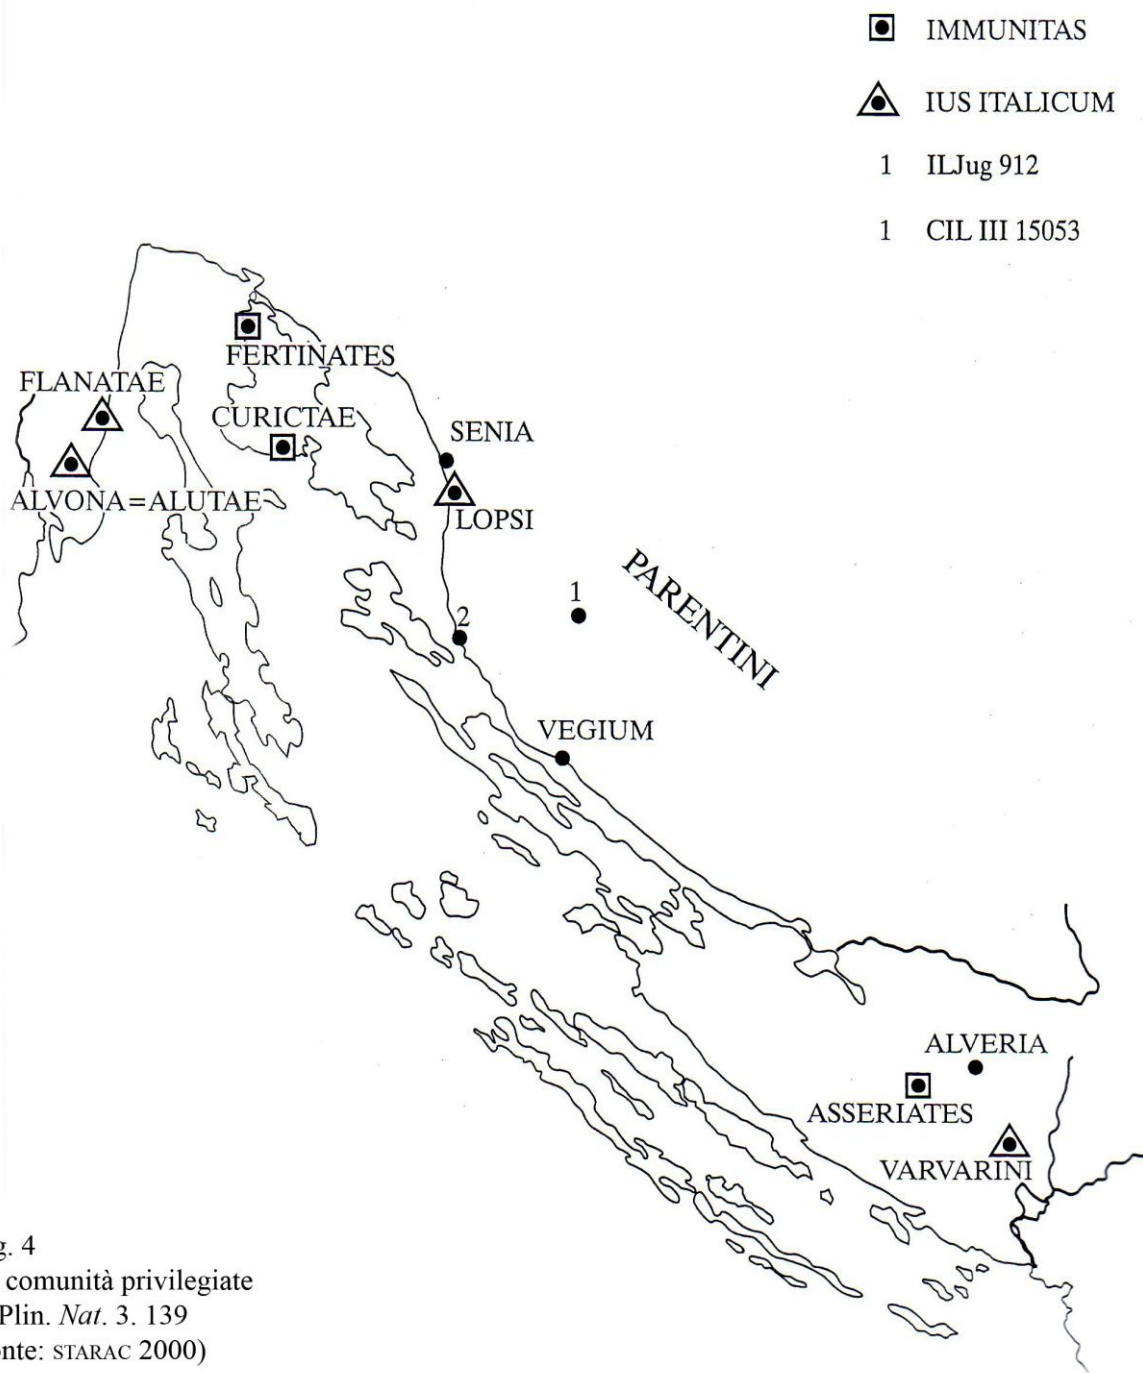 IMMUNITAS
IUS ITALICUM
1 ILJug 912
1 CIL III 15053
FERTINATES
FLANATAE
CURICTAE
SENIA
ALVONA=ALUTAE
LOPSI
PARENTINI
1
2
VEGIUM
ALVERIA
ASSERIATES
VARVARINI
g. 4
comunità privilegiate
Plin. Nat. 3. 139
onte: STARAC 2000)